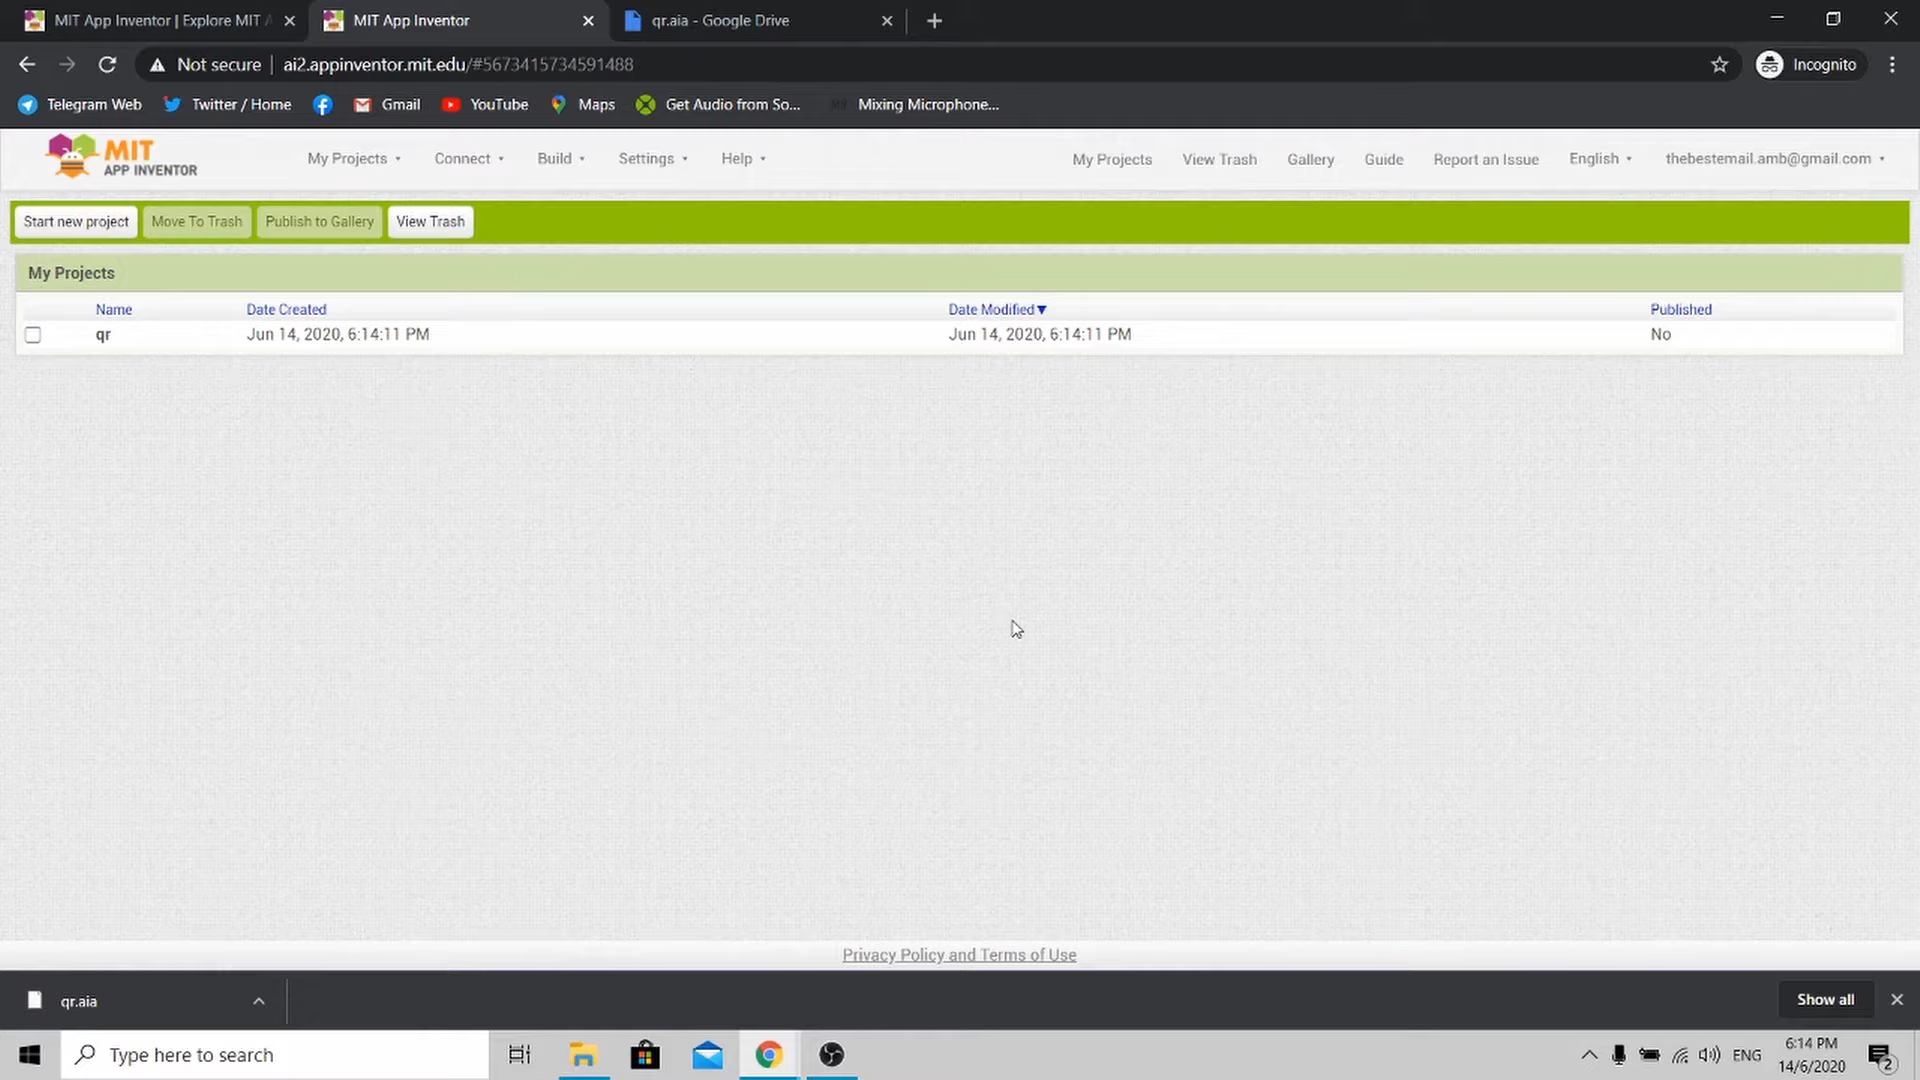 MIT App Inventor | Explore MIT A
MIT App Inventor
qr.aia - Google Drive
Not secure
ai2.appinventor.mit.edu/#5673415734591488
Incognito
Telegram Web
Twitter / Home
Gmail
YouTube
Maps
Get Audio from So...
Mixing Microphone...
MIT
APP INVENTOR
My Projects
Connect
Build
Settings
Help
My Projects
View Trash
Gallery
Guide
Report an Issue
English
thebestemail.amb@gmail.com
Start new project
Move To Trash
Publish to Gallery
View Trash
My Projects
Name
Date Created
Date Modified
Published
qr
Jun 14, 2020, 6:14:11 PM
Jun 14, 2020, 6:14:11 PM
No
Privacy Policy and Terms of Use
qr.aia
Show all
Type here to search
ENG
6:14 PM
14/6/2020
2